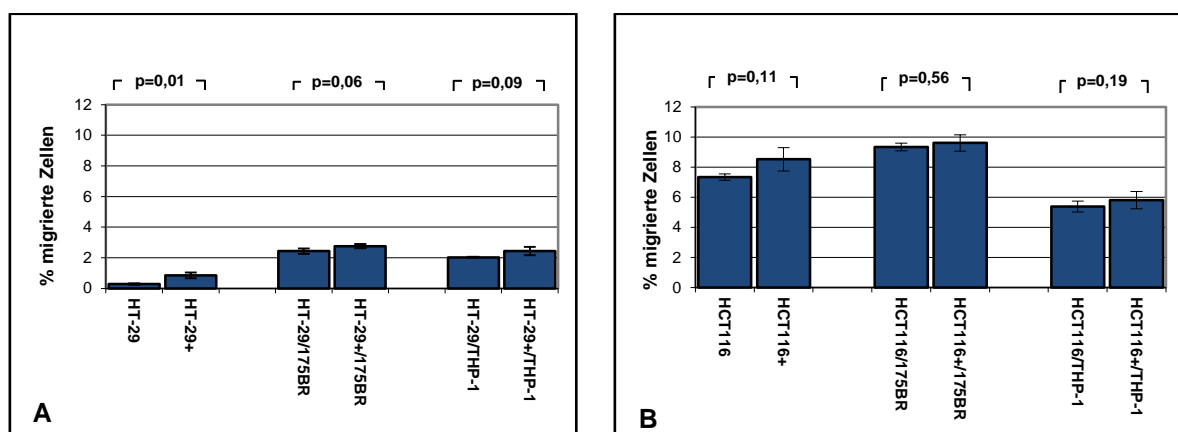 p=0,01 p=0,06 p=0,09
12
10
8
6
4
2
0
% migrierte Zellen
HT-29
HT-29+
HT-29/175BR
HT-29+/175BR
HT-29/THP-1
HT-29+/THP-1
A
p=0,11 p=0,56 p=0,19
12
10
8
6
4
2
0
% migrierte Zellen
HCT116
HCT116+
HCT116/175BR
HCT116+/175BR
HCT116/THP-1
HCT116+/THP-1
B